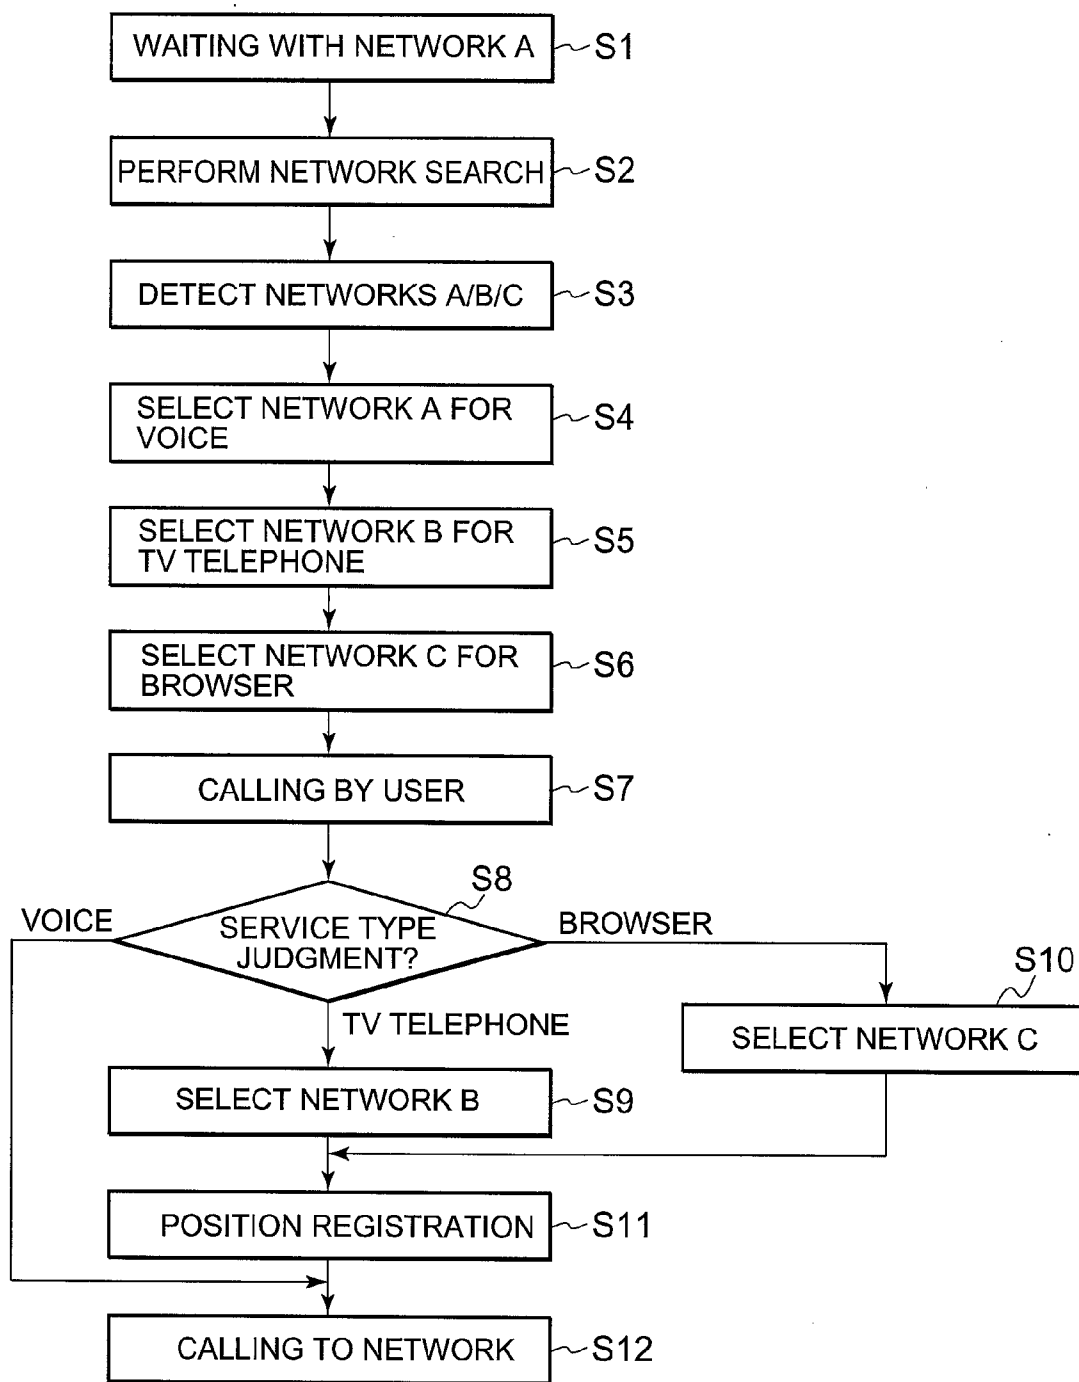 WAITING WITH NETWORK A
S1
PERFORM NETWORK SEARCH
S2
DETECT NETWORKS A/B/C
S3
SELECT NETWORK A FOR
VOICE
S4
SELECT NETWORK B FOR
TV TELEPHONE
S5
SELECT NETWORK C FOR
BROWSER
S6
CALLING BY USER
S7
S8
VOICE
SERVICE TYPE
JUDGMENT?
BROWSER
TV TELEPHONE
S10
SELECT NETWORK C
SELECT NETWORK B
S9
POSITION REGISTRATION
S11
CALLING TO NETWORK
S12